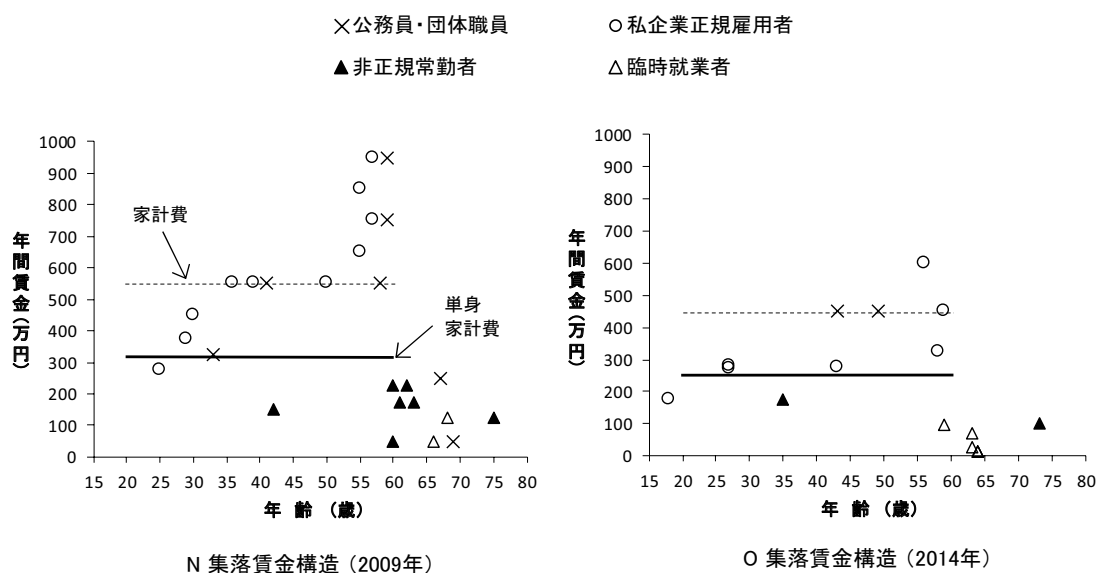 ×公務員・団体職員 ○私企業正規雇用者
▲非正規常勤者 △臨時就業者
1000
900
800
700
600
500
400
300
200
100
0
年間賃金(万円)
家計費
単身
家計費
15 20 25 30 35 40 45 50 55 60 65 70 75 80
年 齢 (歳)
N 集落賃金構造 (2009年)
1000
900
800
700
600
500
400
300
200
100
0
年間賃金(万円)
15 20 25 30 35 40 45 50 55 60 65 70 75 80
年 齢 (歳)
O 集落賃金構造 (2014年)